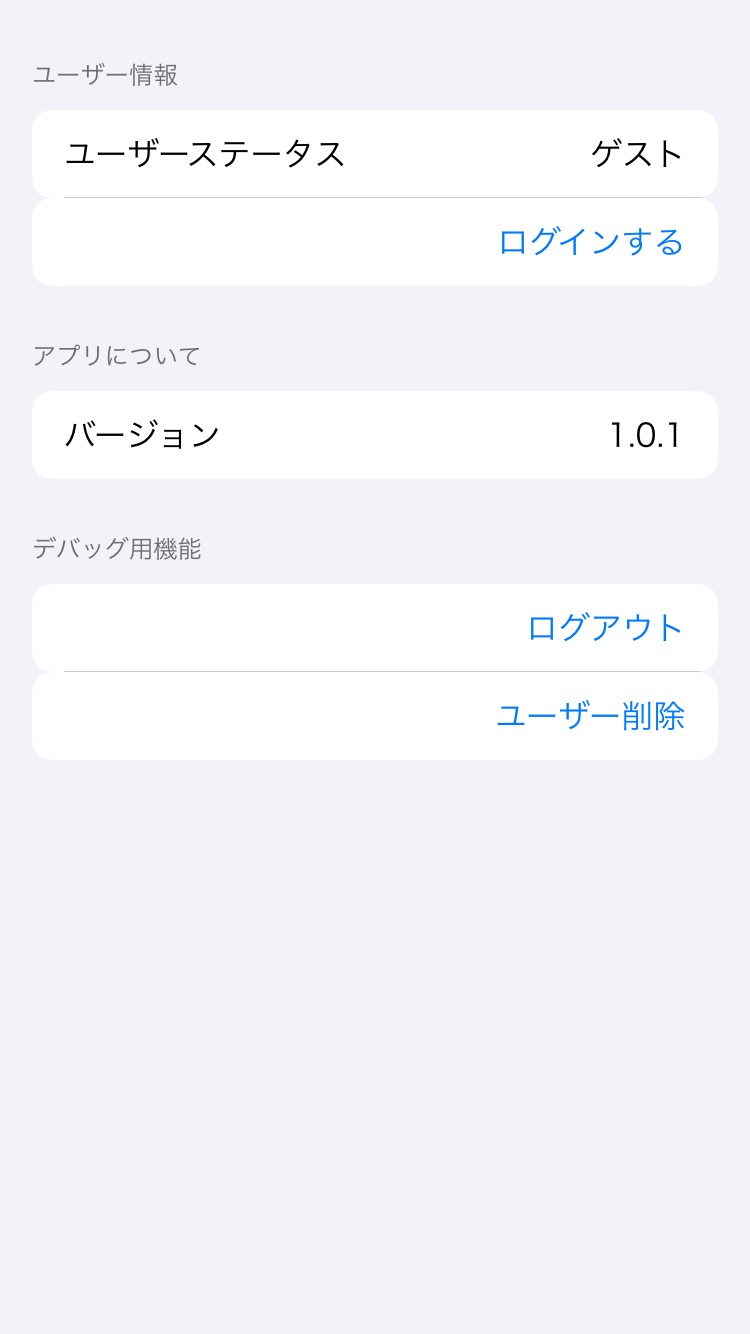 ユーザー情報
ユーザーステータス ゲスト
ログインする
アプリについて
バージョン 1.0.1
デバッグ用機能
ログアウト
ユーザー削除